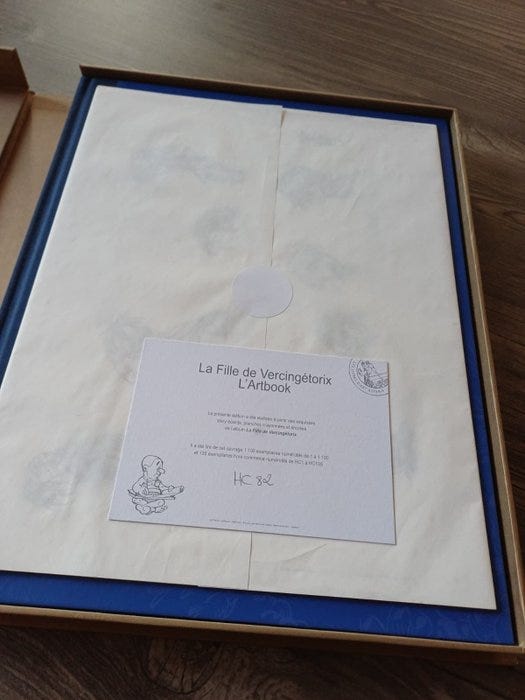 La Fille de Vercingétorix
L'Artbook
La présente édition a été réalisée à partir des esquisses,
story-boards, planches crayonnées et encrées
de l'album La Fille de Vercingétorix
Il a été tiré de cet ouvrage 1 100 exemplaires numérotés de 1 à 1 100
et 100 exemplaires hors commerce numérotés de HC1 à HC100
HC 82